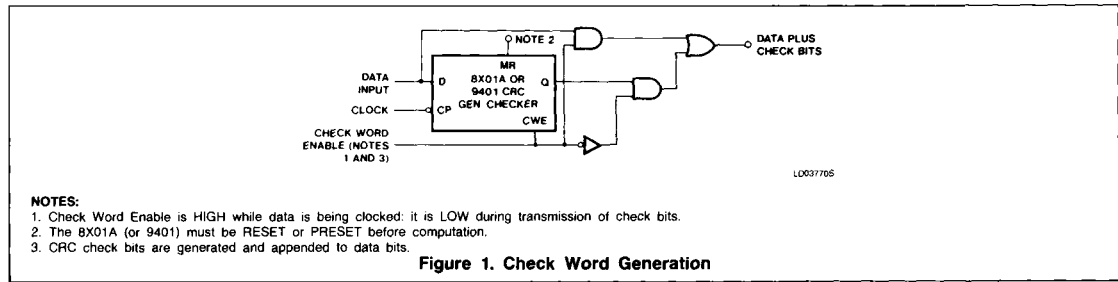 NOTE 2
DATA PLUS
CHECK BITS
MR
DATA
INPUT
D
8X01A OR
9401 CRC
GEN CHECKER
Q
CLOCK
CP
CWE
CHECK WORD
ENABLE (NOTES
1 AND 3)
LD03770S
NOTES:
1. Check Word Enable is HIGH while data is being clocked: it is LOW during transmission of check bits.
2. The 8X01A (or 9401) must be RESET or PRESET before computation.
3. CRC check bits are generated and appended to data bits.
Figure 1. Check Word Generation